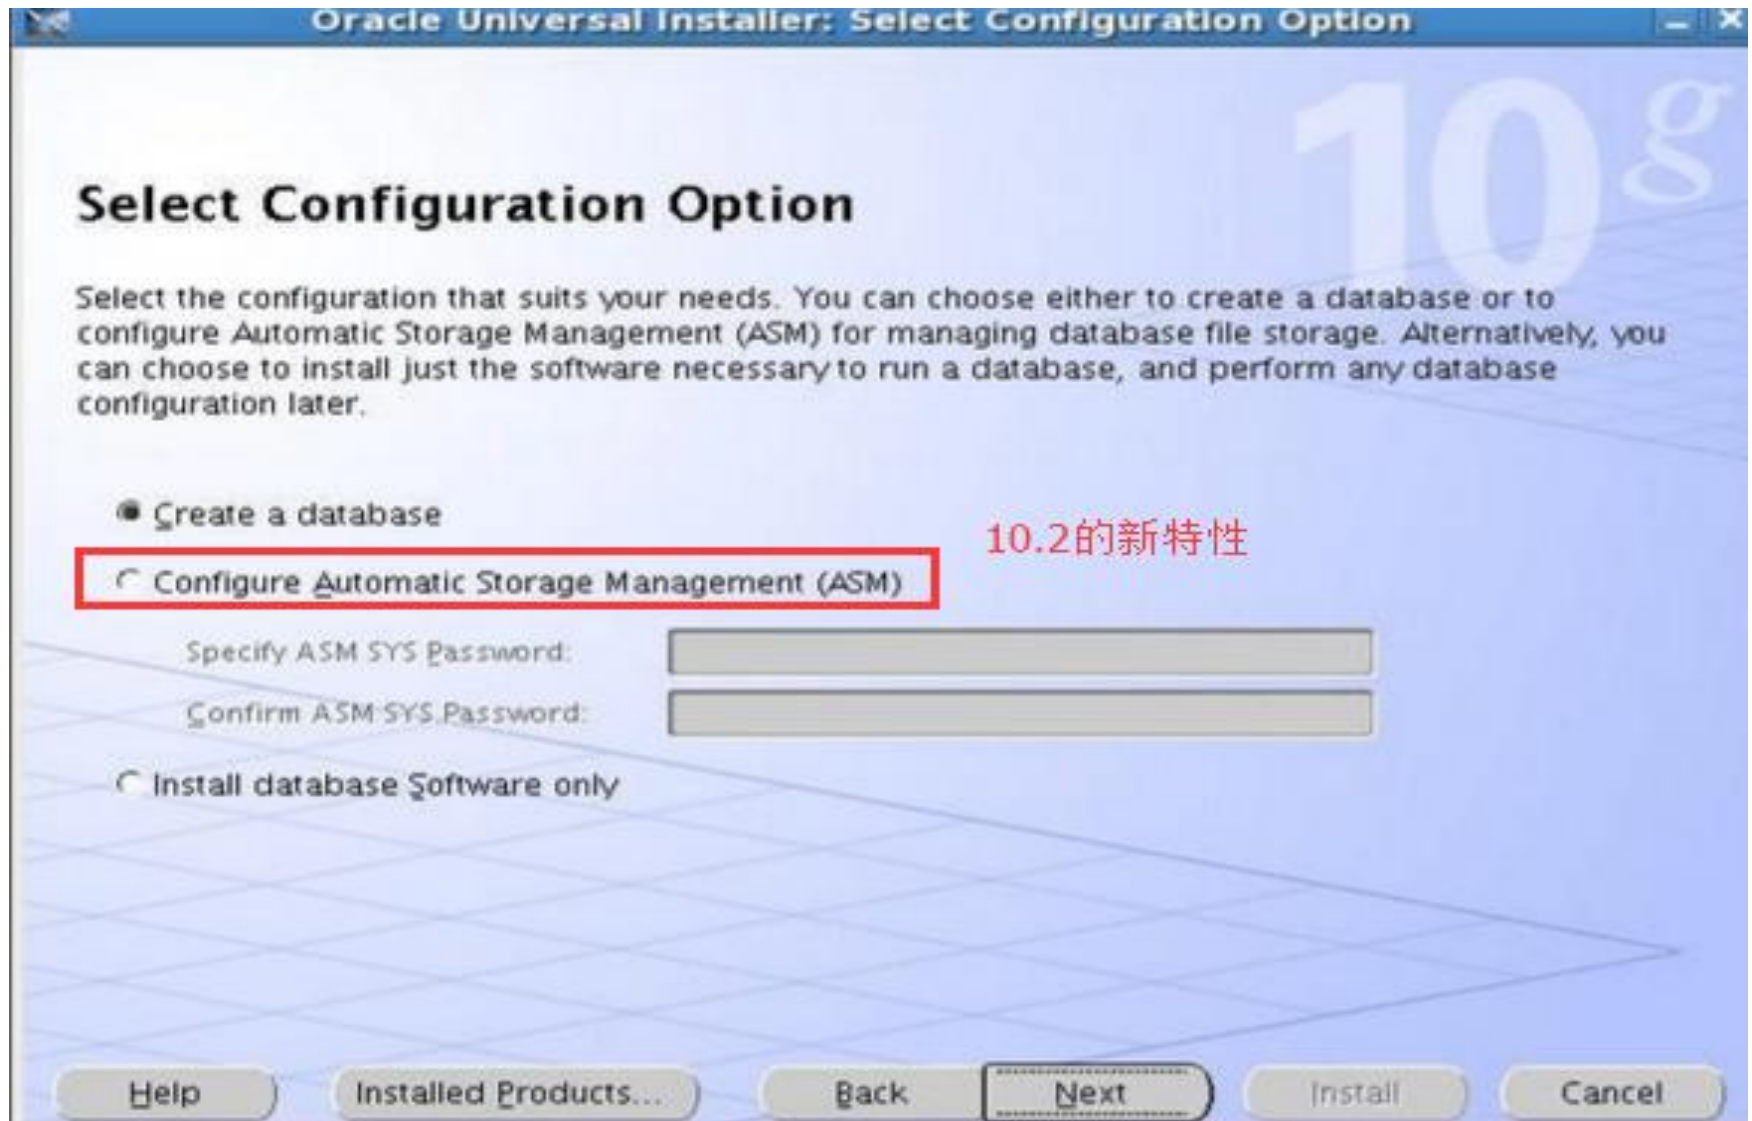 Oracle Universal Installer: Select Configuration Option
10g
Select Configuration Option
Select the configuration that suits your needs. You can choose either to create a database or to
configure Automatic Storage Management (ASM) for managing database file storage. Alternatively, you
can choose to install just the software necessary to run a database, and perform any database
configuration later.
Create a database
10.2的新特性
Configure Automatic Storage Management (ASM)
Specify ASM SYS Password:
Confirm ASM SYS Password:
Install database Software only
Help Installed Products... Back Next Install Cancel